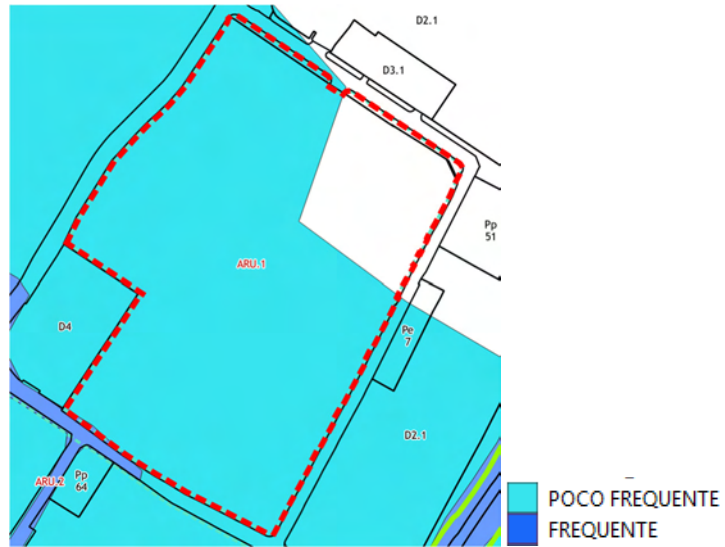 D2.1
D3.1
Pp
51
ARU.1
D4
Pe
7
D2.1
ARU.2
Pp
64
POCO FREQUENTE
FREQUENTE